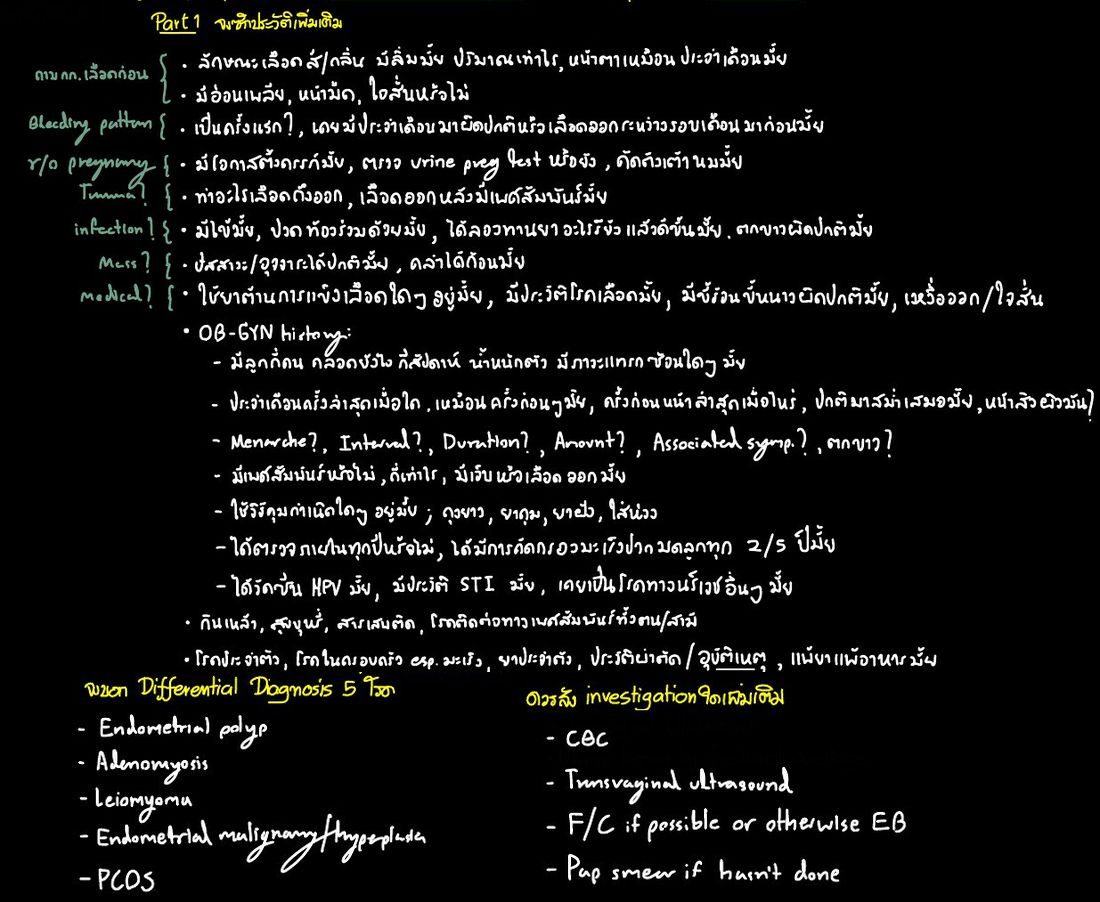 Part 1 จงซักประวัติเพิ่มเติม
ถามกก.เลือดก่อน
• ลักษณะเลือด สี/กลิ่น มีลิ่มมั้ย ปริมาณเท่าไร, หน้าตาเหมือนประจำเดือนมั้ย
• มีอ่อนเพลีย, หน้ามืด, ใจสั่นหรือไม่
Bleeding pattern • เป็นครั้งแรก?, เคยมีประจำเดือนมาผิดปกติหรือเลือดออกระหว่างรอบเดือนมาก่อนมั้ย
r/o pregnancy • มีโอกาสตั้งครรภ์มั้ย, ตรวจ urine preg test หรือยัง, คัดตึงเต้านมมั้ย
Trauma? • ทำอะไรเลือดถึงออก, เลือดออกหลังมีเพศสัมพันธ์มั้ย
infection? • มีไข้มั้ย, ปวดท้องร่วมด้วยมั้ย, ได้ลองทานยาอะไรรึยัง แล้วดีขึ้นมั้ย. ตกขาวผิดปกติมั้ย
Mass? • ปัสสาวะ/อุจจาระได้ปกติมั้ย, คลำได้ก้อนมั้ย
Medical? • ใช้ยาต้านการแข็งเลือดใดๆ อยู่มั้ย, มีประวัติโรคเลือดมั้ย, มีขี้ร้อนขี้หนาวผิดปกติมั้ย, เหงื่อออก/ใจสั่น
• OB-GYN history:
- มีลูกกี่คน คลอดยังไง กี่สัปดาห์ น้ำหนักตัว มีภาวะแทรกซ้อนใดๆ มั้ย
- ประจำเดือนครั้งล่าสุดเมื่อใด. เหมือนครั้งก่อนๆมั้ย, ครั้งก่อนหน้าล่าสุดเมื่อไหร่, ปกติมาสม่ำเสมอมั้ย, หน้าสิวผิวมัน?
- Menarche?, Interval?, Duration?, Amount?, Associated symp.?, ตกขาว?
- มีเพศสัมพันธ์หรือไม่, ถี่เท่าไร, มีเจ็บหรือเลือดออกมั้ย
- ใช้วิธีคุมกำเนิดใดๆ อยู่มั้ย ; ถุงยาง, ยาคุม, ยาฝัง, ใส่ห่วง
- ได้ตรวจภายในทุกปีหรือไม่, ได้มีการคัดกรองมะเร็งปากมดลูกทุก 2/5 ปีมั้ย
- ได้วัคซีน HPV มั้ย, มีประวัติ STI มั้ย, เคยเป็นโรคทางนรีเวชอื่นๆ มั้ย
• กินเหล้า, สูบบุหรี่, สารเสพติด, โรคติดต่อทางเพศสัมพันธ์ทั้งตน/สามี
• โรคประจำตัว, โรคในครอบครัว esp. มะเร็ง, ยาประจำตัว, ประวัติผ่าตัด/อุบัติเหตุ, แพ้ยาแพ้อาหารมั้ย
จงบอก Differential Diagnosis 5 โรค
- Endometrial polyp
- Adenomyosis
- Leiomyoma
- Endometrial malignany/hyperplasia
- PCOS
ควรส่ง investigation ใดเพิ่มเติม
- CBC
- Transvaginal ultrasound
- F/C if possible or otherwise EB
- Pap smear if hasn't done